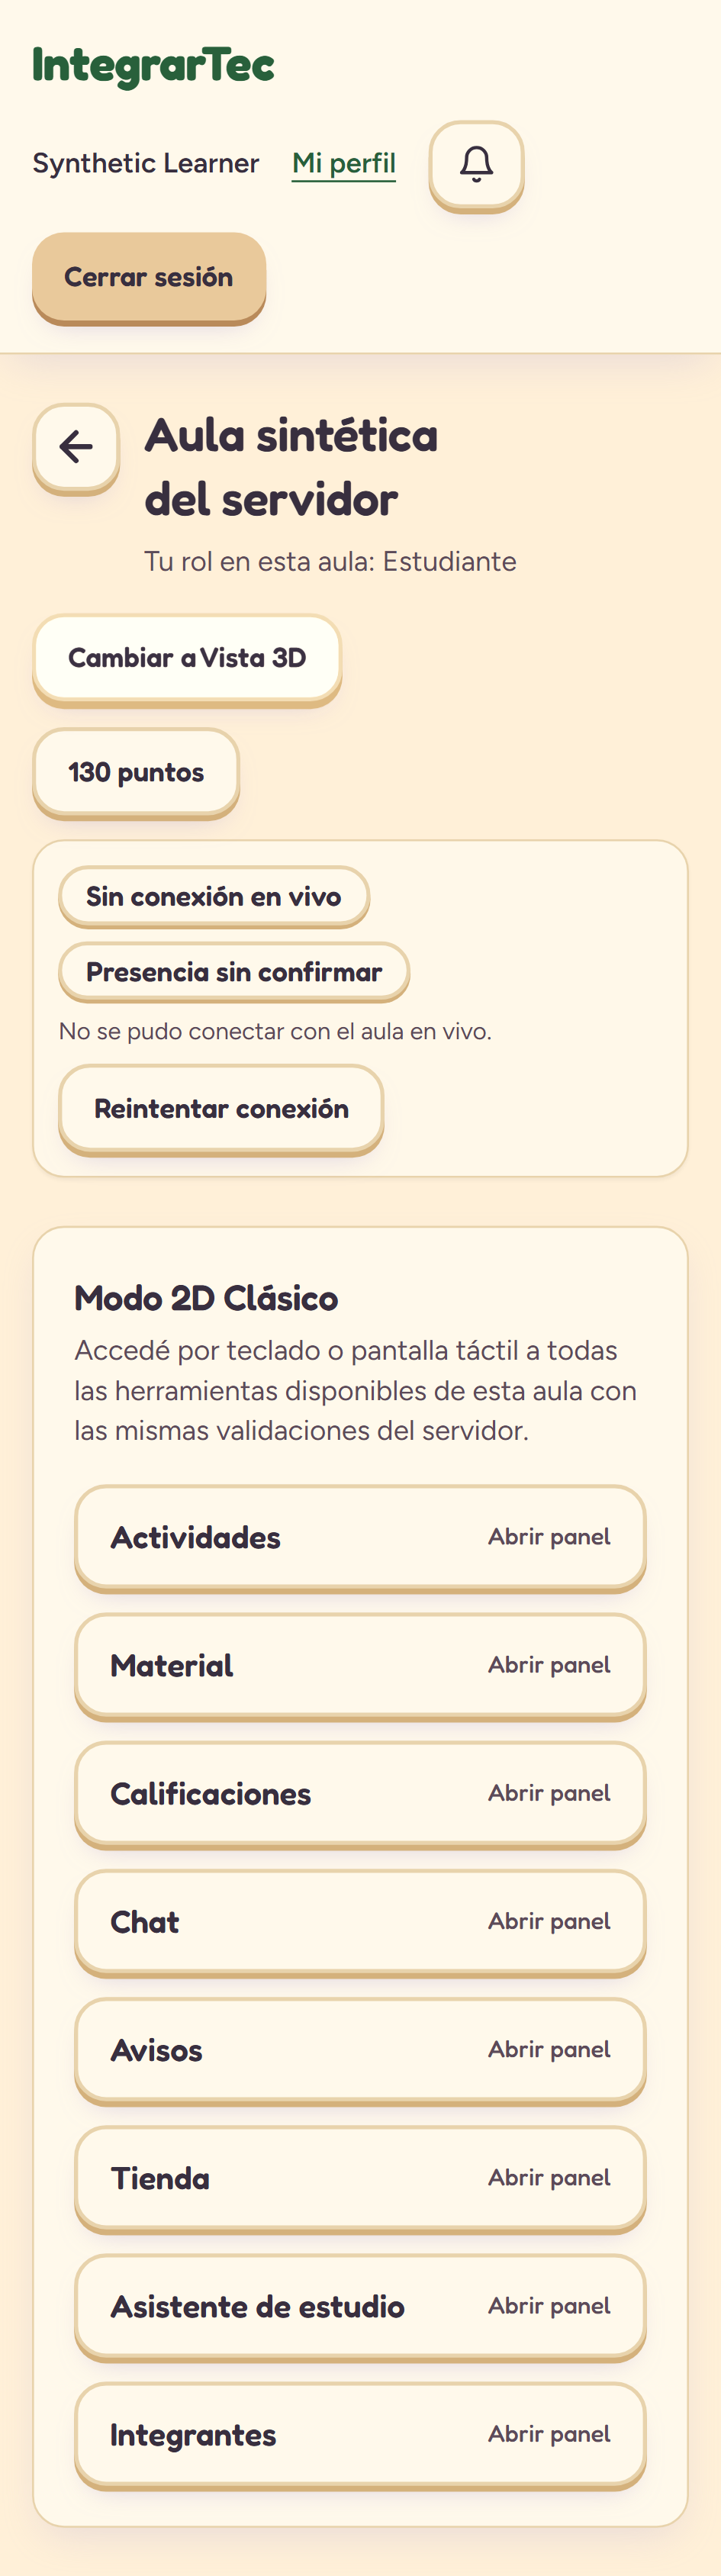 IntegrarTec
Synthetic Learner Mi perfil
Cerrar sesión
Aula sintética
del servidor
Tu rol en esta aula: Estudiante
Cambiar a Vista 3D
130 puntos
Sin conexión en vivo
Presencia sin confirmar
No se pudo conectar con el aula en vivo.
Reintentar conexión
Modo 2D Clásico
Accedé por teclado o pantalla táctil a todas
las herramientas disponibles de esta aula con
las mismas validaciones del servidor.
Actividades Abrir panel
Material Abrir panel
Calificaciones Abrir panel
Chat Abrir panel
Avisos Abrir panel
Tienda Abrir panel
Asistente de estudio Abrir panel
Integrantes Abrir panel